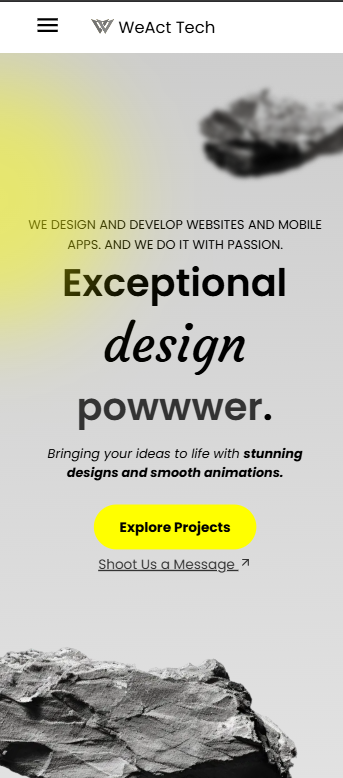 WeAct Tech
WE DESIGN AND DEVELOP WEBSITES AND MOBILE
APPS. AND WE DO IT WITH PASSION.
Exceptional
design
powwwer.
Bringing your ideas to life with stunning
designs and smooth animations.
Explore Projects
Shoot Us a Message